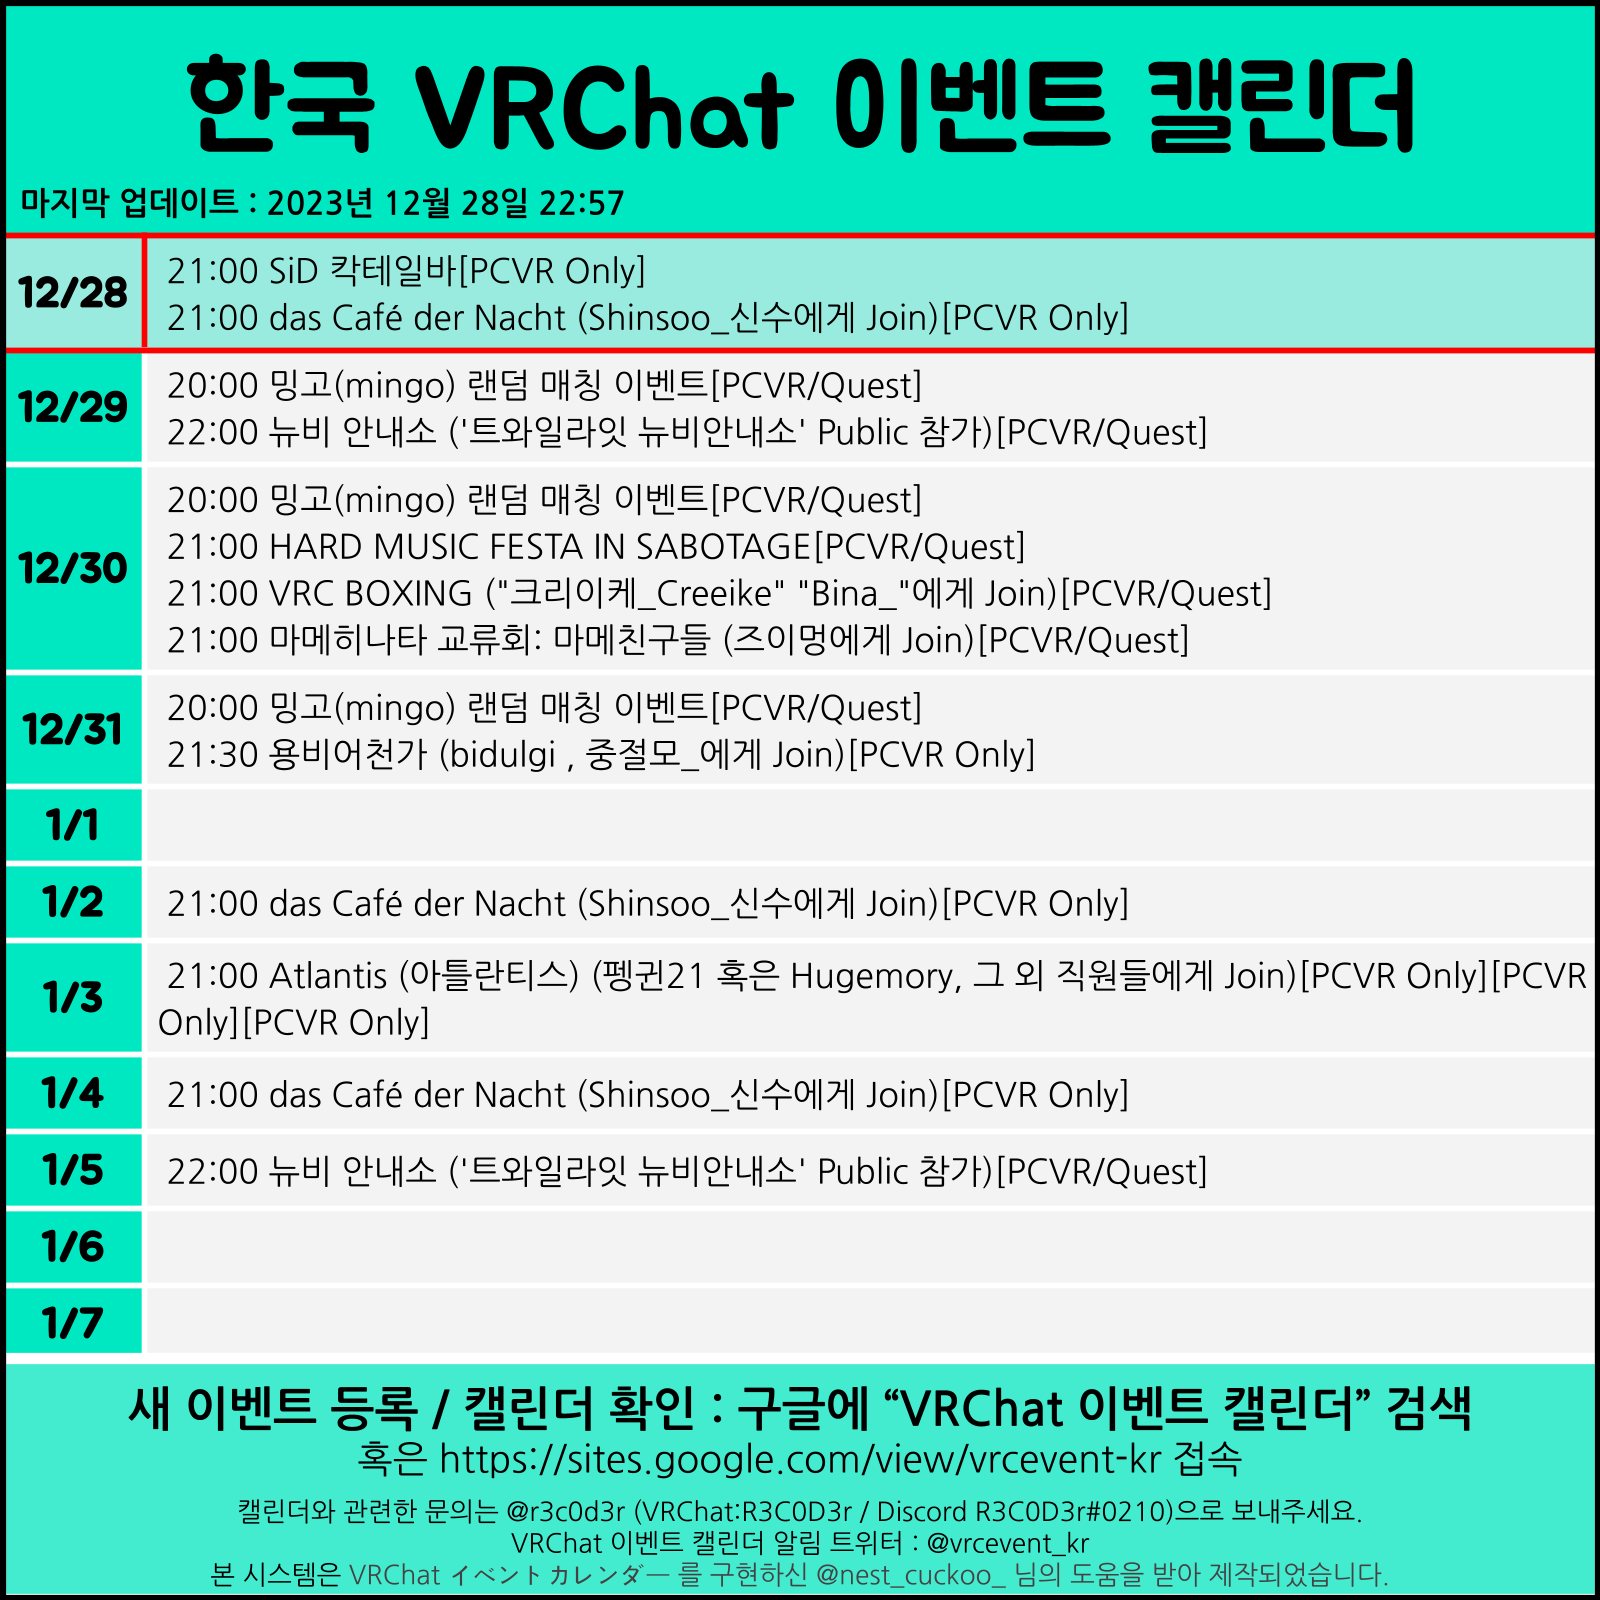 한국 VRChat 이벤트 캘린더
마지막 업데이트 : 2023년 12월 28일 22:57
12/28
21:00 SiD 칵테일바[PCVR Only]
21:00 das Café der Nacht (Shinsoo_신수에게 Join)[PCVR Only]
12/29
20:00 밍고(mingo) 랜덤 매칭 이벤트[PCVR/Quest]
22:00 뉴비 안내소 ('트와일라잇 뉴비안내소' Public 참가)[PCVR/Quest]
12/30
20:00 밍고(mingo) 랜덤 매칭 이벤트[PCVR/Quest]
21:00 HARD MUSIC FESTA IN SABOTAGE[PCVR/Quest]
21:00 VRC BOXING ("크리이케_Creeike" "Bina_"에게 Join)[PCVR/Quest]
21:00 마메히나타 교류회: 마메친구들 (즈이멍에게 Join)[PCVR/Quest]
12/31
20:00 밍고(mingo) 랜덤 매칭 이벤트[PCVR/Quest]
21:30 용비어천가 (bidulgi , 중절모_에게 Join)[PCVR Only]
1/1
1/2
21:00 das Café der Nacht (Shinsoo_신수에게 Join)[PCVR Only]
1/3
21:00 Atlantis (아틀란티스) (펭귄21 혹은 Hugemory, 그 외 직원들에게 Join)[PCVR Only][PCVR
Only][PCVR Only]
1/4
21:00 das Café der Nacht (Shinsoo_신수에게 Join)[PCVR Only]
1/5
22:00 뉴비 안내소 ('트와일라잇 뉴비안내소' Public 참가)[PCVR/Quest]
1/6
1/7
새 이벤트 등록 / 캘린더 확인 : 구글에 “VRChat 이벤트 캘린더” 검색
혹은 https://sites.google.com/view/vrcevent-kr 접속
캘린더와 관련한 문의는 @r3c0d3r (VRChat:R3C0D3r / Discord R3C0D3r#0210)으로 보내주세요.
VRChat 이벤트 캘린더 알림 트위터 : @vrcevent_kr
본 시스템은 VRChat イベントカレンダー 를 구현하신 @nest_cuckoo_ 님의 도움을 받아 제작되었습니다.